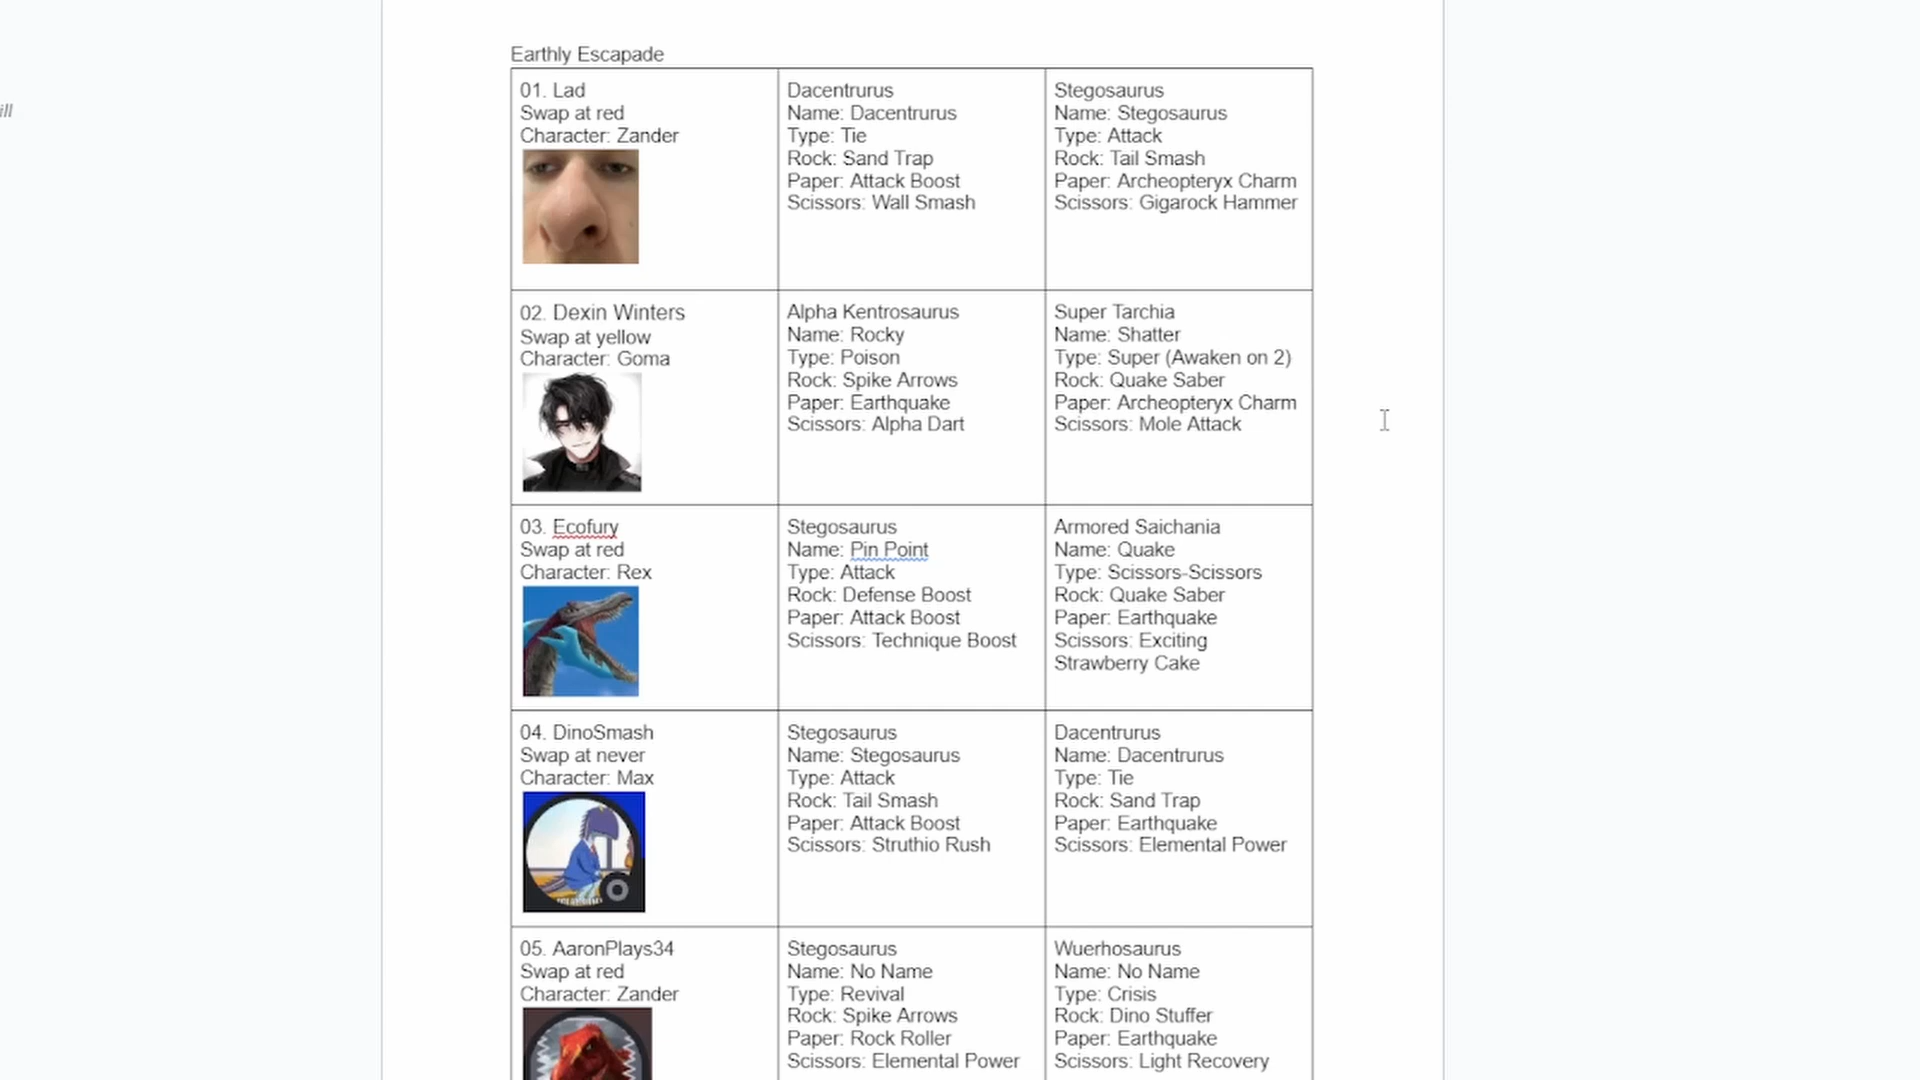 ill
Earthly Escapade
01. Lad
Swap at red
Character: Zander
Dacentrurus
Name: Dacentrurus
Type: Tie
Rock: Sand Trap
Paper: Attack Boost
Scissors: Wall Smash
Stegosaurus
Name: Stegosaurus
Type: Attack
Rock: Tail Smash
Paper: Archeopteryx Charm
Scissors: Gigarock Hammer
02. Dexin Winters
Swap at yellow
Character: Goma
Alpha Kentrosaurus
Name: Rocky
Type: Poison
Rock: Spike Arrows
Paper: Earthquake
Scissors: Alpha Dart
Super Tarchia
Name: Shatter
Type: Super (Awaken on 2)
Rock: Quake Saber
Paper: Archeopteryx Charm
Scissors: Mole Attack
03. Ecofury
Swap at red
Character: Rex
Stegosaurus
Name: Pin Point
Type: Attack
Rock: Defense Boost
Paper: Attack Boost
Scissors: Technique Boost
Armored Saichania
Name: Quake
Type: Scissors-Scissors
Rock: Quake Saber
Paper: Earthquake
Scissors: Exciting
Strawberry Cake
04. DinoSmash
Swap at never
Character: Max
Stegosaurus
Name: Stegosaurus
Type: Attack
Rock: Tail Smash
Paper: Attack Boost
Scissors: Struthio Rush
Dacentrurus
Name: Dacentrurus
Type: Tie
Rock: Sand Trap
Paper: Earthquake
Scissors: Elemental Power
05. AaronPlays34
Swap at red
Character: Zander
Stegosaurus
Name: No Name
Type: Revival
Rock: Spike Arrows
Paper: Rock Roller
Scissors: Elemental Power
Wuerhosaurus
Name: No Name
Type: Crisis
Rock: Dino Stuffer
Paper: Earthquake
Scissors: Light Recovery